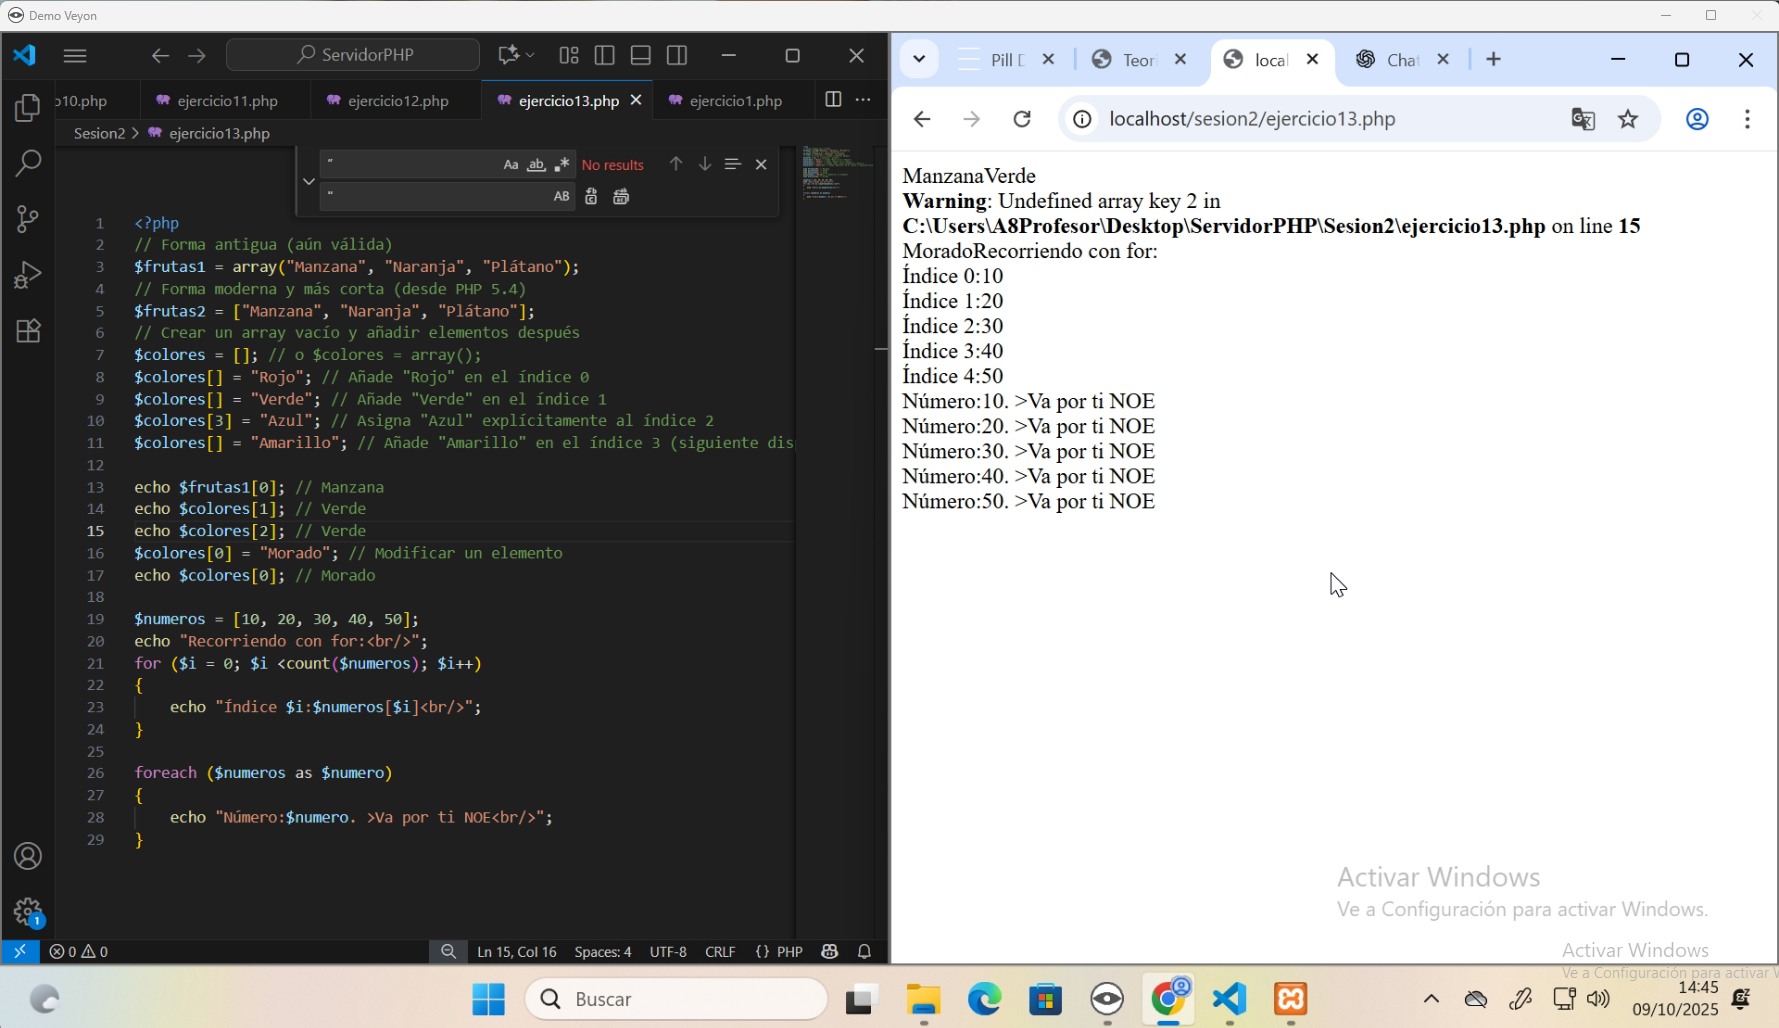 Demo Veyon
ServidorPHP
o10.php
ejercicio11.php
ejercicio12.php
ejercicio13.php
ejercicio1.php
Sesion2 > ejercicio13.php
"
Aa
ab
.*
No results
"
AB
1 <?php
2 // Forma antigua (aún válida)
3 $frutas1 = array("Manzana", "Naranja", "Plátano");
4 // Forma moderna y más corta (desde PHP 5.4)
5 $frutas2 = ["Manzana", "Naranja", "Plátano"];
6 // Crear un array vacío y añadir elementos después
7 $colores = []; // o $colores = array();
8 $colores[] = "Rojo"; // Añade "Rojo" en el índice 0
9 $colores[] = "Verde"; // Añade "Verde" en el índice 1
10 $colores[3] = "Azul"; // Asigna "Azul" explícitamente al índice 2
11 $colores[] = "Amarillo"; // Añade "Amarillo" en el índice 3 (siguiente dis
12
13 echo $frutas1[0]; // Manzana
14 echo $colores[1]; // Verde
15 echo $colores[2]; // Verde
16 $colores[0] = "Morado"; // Modificar un elemento
17 echo $colores[0]; // Morado
18
19 $numeros = [10, 20, 30, 40, 50];
20 echo "Recorriendo con for:<br/>";
21 for ($i = 0; $i <count($numeros); $i++)
22 {
23 echo "Índice $i:$numeros[$i]<br/>";
24 }
25
26 foreach ($numeros as $numero)
27 {
28 echo "Número:$numero. >Va por ti NOE<br/>";
29 }
1
0 0
Ln 15, Col 16
Spaces: 4
UTF-8
CRLF
{} PHP
Pill D
Teori
local
Chat
localhost/sesion2/ejercicio13.php
ManzanaVerde
Warning: Undefined array key 2 in
C:\Users\A8Profesor\Desktop\ServidorPHP\Sesion2\ejercicio13.php on line 15
MoradoRecorriendo con for:
Índice 0:10
Índice 1:20
Índice 2:30
Índice 3:40
Índice 4:50
Número:10. >Va por ti NOE
Número:20. >Va por ti NOE
Número:30. >Va por ti NOE
Número:40. >Va por ti NOE
Número:50. >Va por ti NOE
Activar Windows
Ve a Configuración para activar Windows.
Activar Windows
Ve a Configuración para activar
Buscar
14:45
09/10/2025